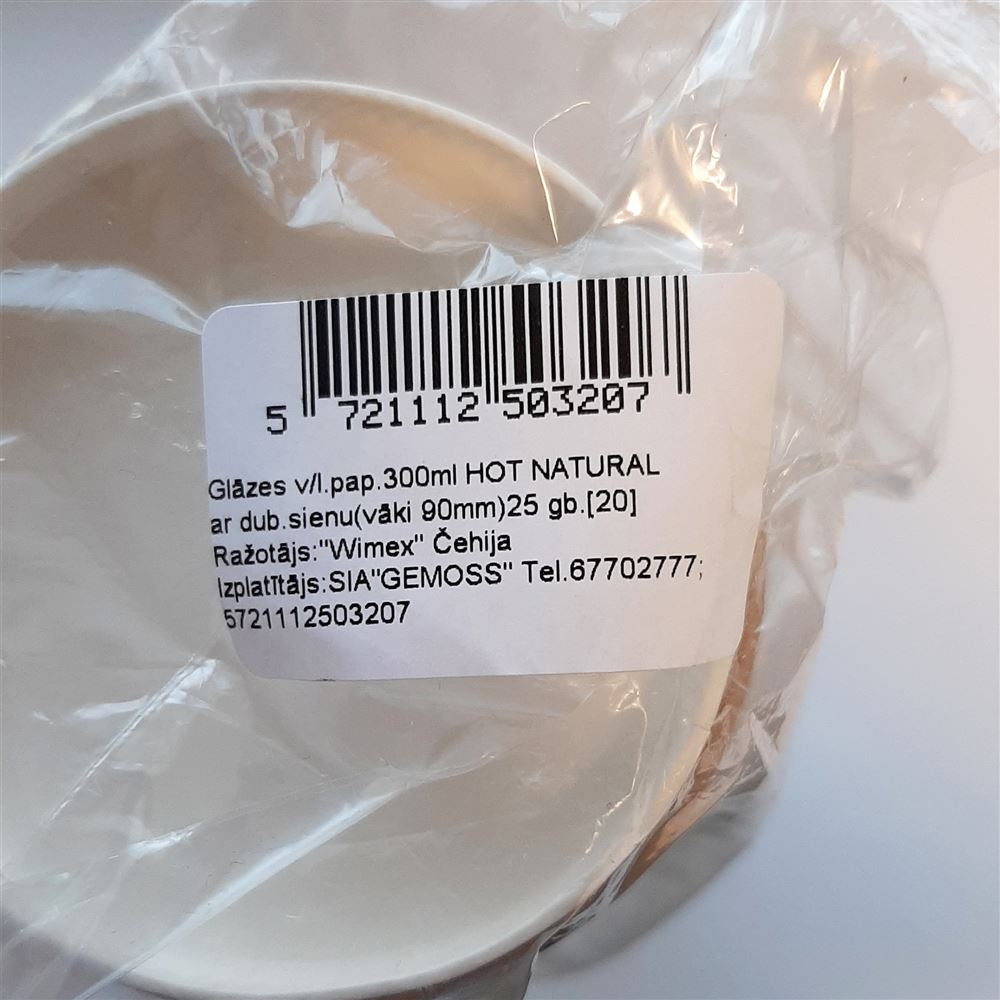 5 721112 503207
Glāzes v/l.pap.300ml HOT NATURAL
ar dub.sienu(vāki 90mm)25 gb.[20]
Ražotājs:"Wimex" Čehija
Izplatītājs:SIA"GEMOSS" Tel.67702777;
5721112503207